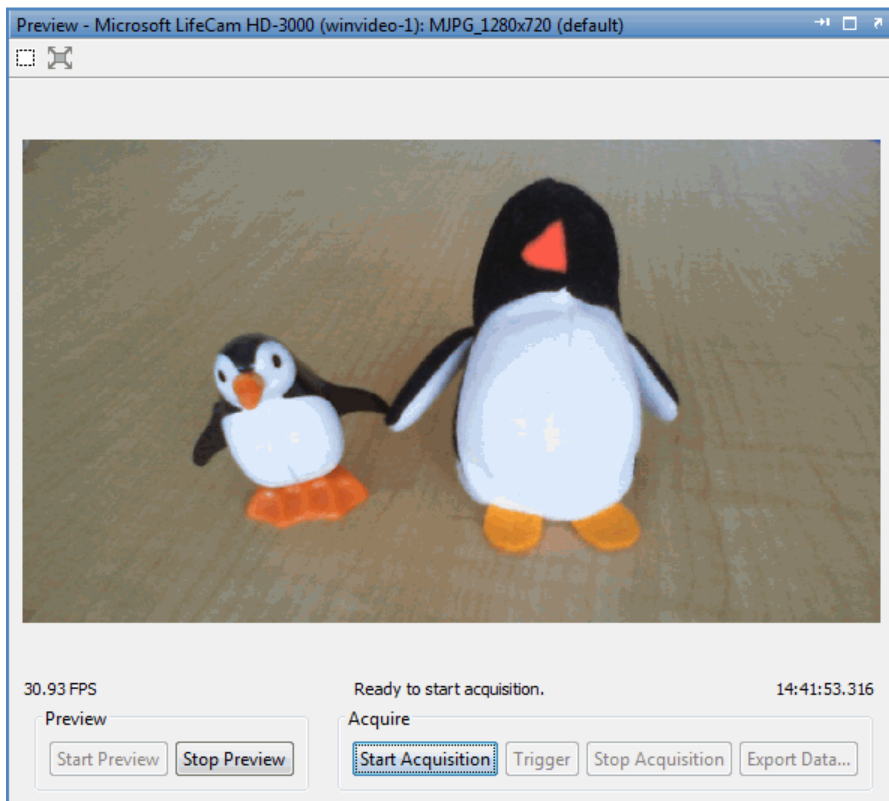 Preview - Microsoft LifeCam HD-3000 (winvideo-1): MJPG_1280x720 (default)
30.93 FPS Ready to start acquisition. 14:41:53.316
Preview Acquire
Start Preview Stop Preview Start Acquisition Trigger Stop Acquisition Export Data...